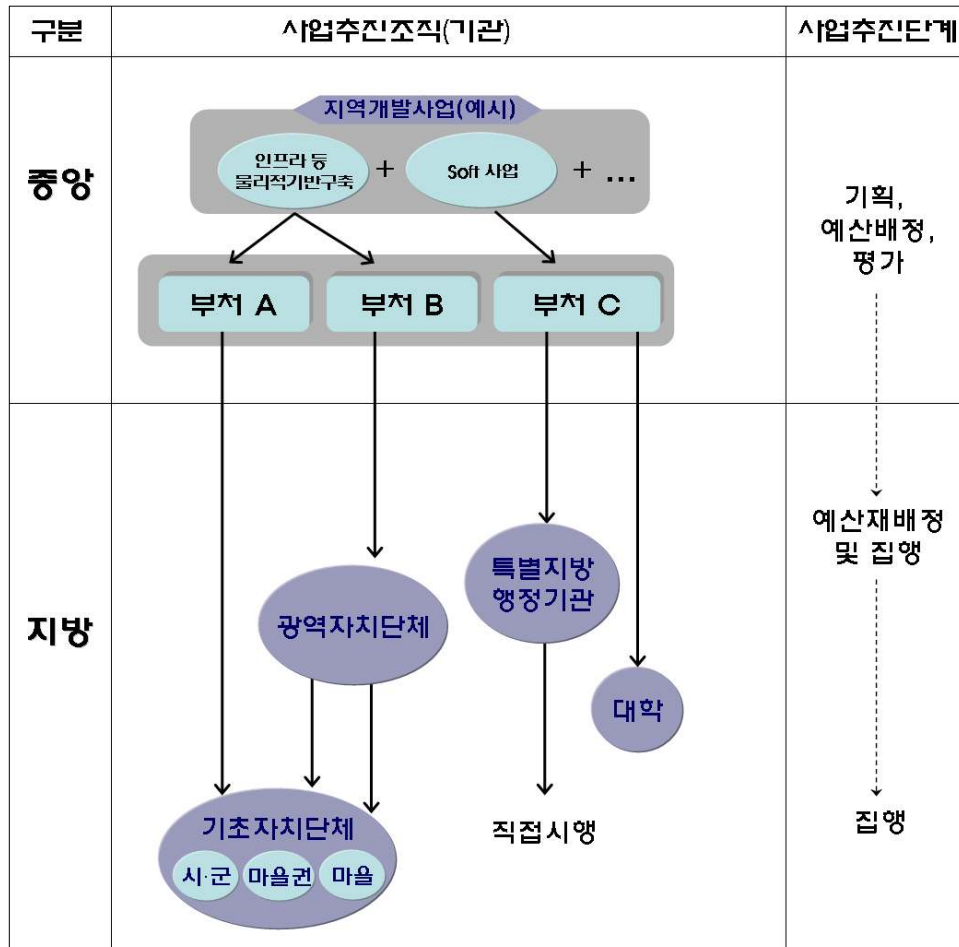 구분
사업추진조직(기관)
사업추진단계
중앙
지역개발사업(예시)
인프라 등
물리적기반구축
+
Soft 사업
+ ...
부처 A
부처 B
부처 C
기획,
예산배정,
평가
지방
광역자치단체
특별지방
행정기관
대학
예산재배정
및 집행
기초자치단체
시·군
마을권
마을
직접시행
집행